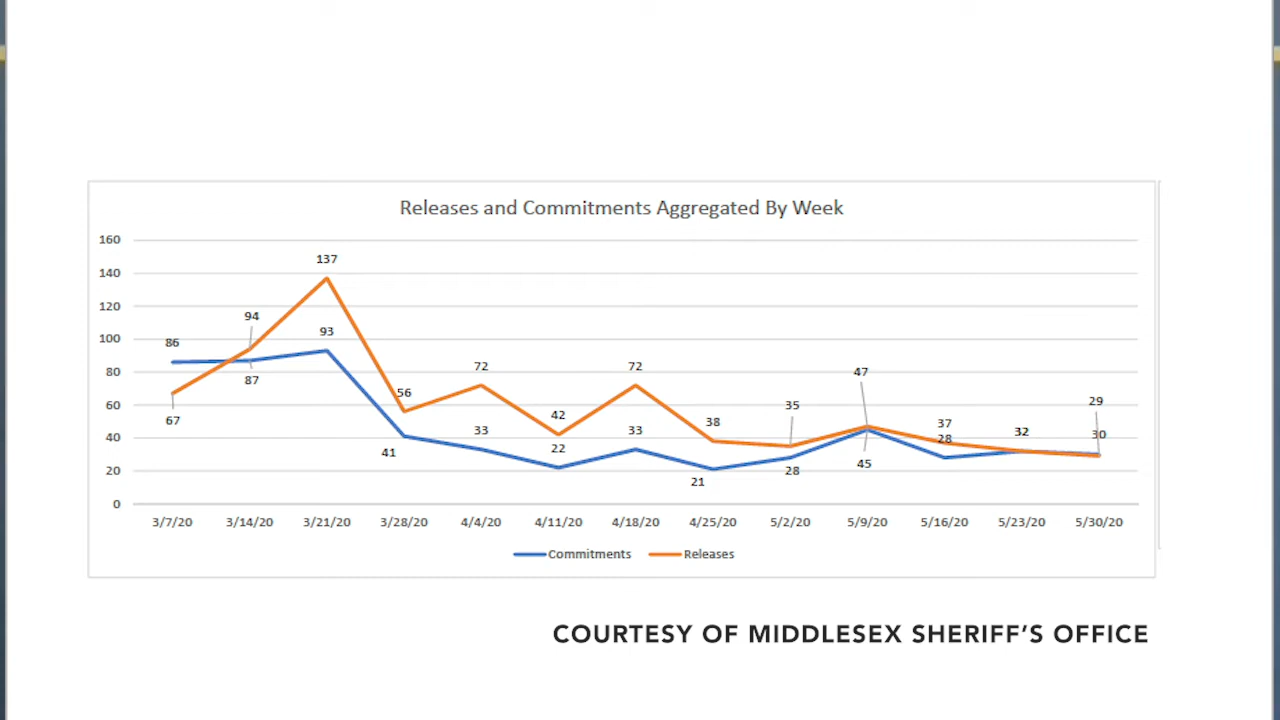 Releases and Commitments Aggregated By Week
160
140
120
100
80
60
40
20
0
86 94 137 56 72 42 72 38 35 47 37 32 29
67 87 93 41 33 22 33 21 28 45 28 30
3/7/20 3/14/20 3/21/20 3/28/20 4/4/20 4/11/20 4/18/20 4/25/20 5/2/20 5/9/20 5/16/20 5/23/20 5/30/20
Commitments Releases
COURTESY OF MIDDLESEX SHERIFF'S OFFICE